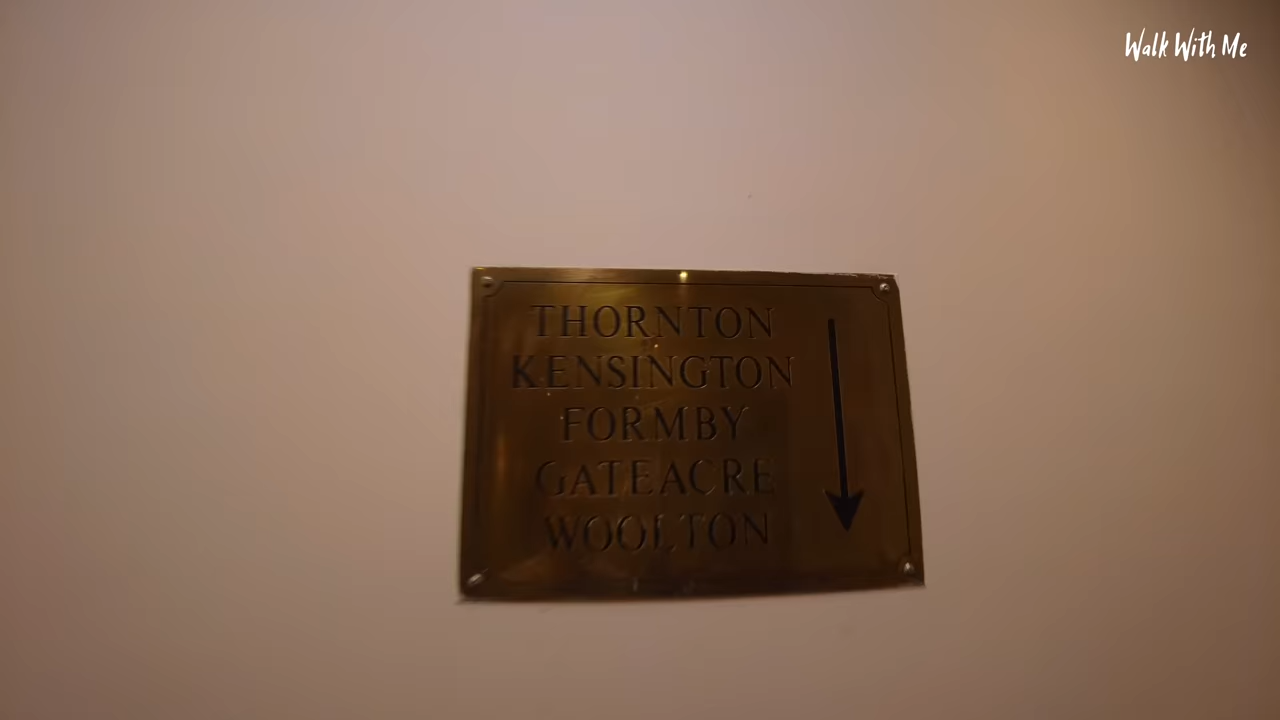 Walk With Me
THORNTON
KENSINGTON
FORMBY
GATEACRE
WOOLTON